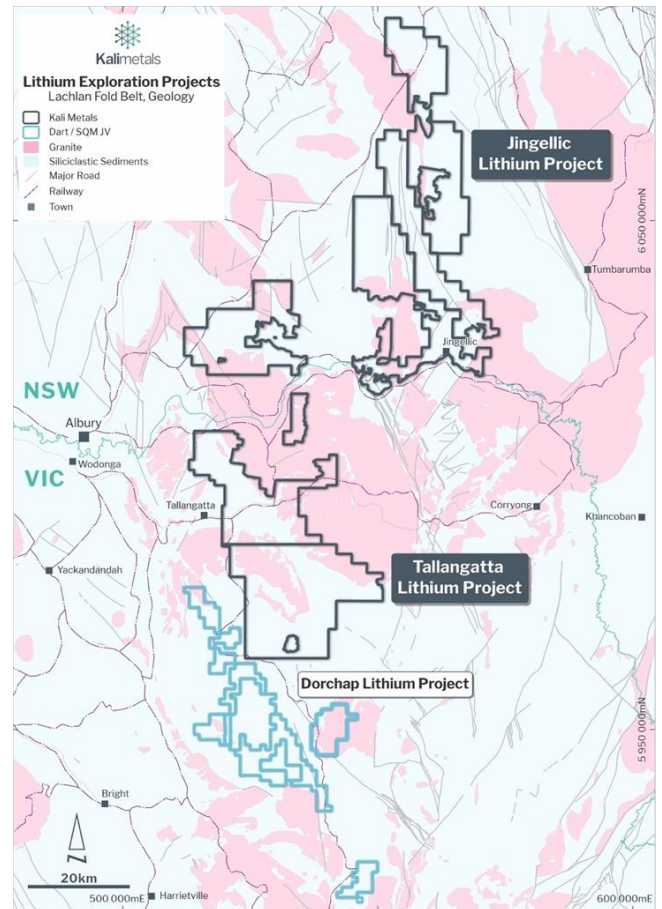 Kalimetals
Lithium Exploration Projects
Lachlan Fold Belt, Geology
Kali Metals
Dart / SQM JV
Granite
Siliciclastic Sediments
Major Road
Railway
Town
Jingellic
Lithium Project
6 050 000mN
Tumbarumba
Jingellic
NSW
Albury
VIC
Wodonga
Tallangatta
Corryong
Khancoban
Yackandandah
Tallangatta
Lithium Project
Dorchap Lithium Project
5 950 000mN
Bright
N
20km
500 000mE
Harrietville
600 000mE